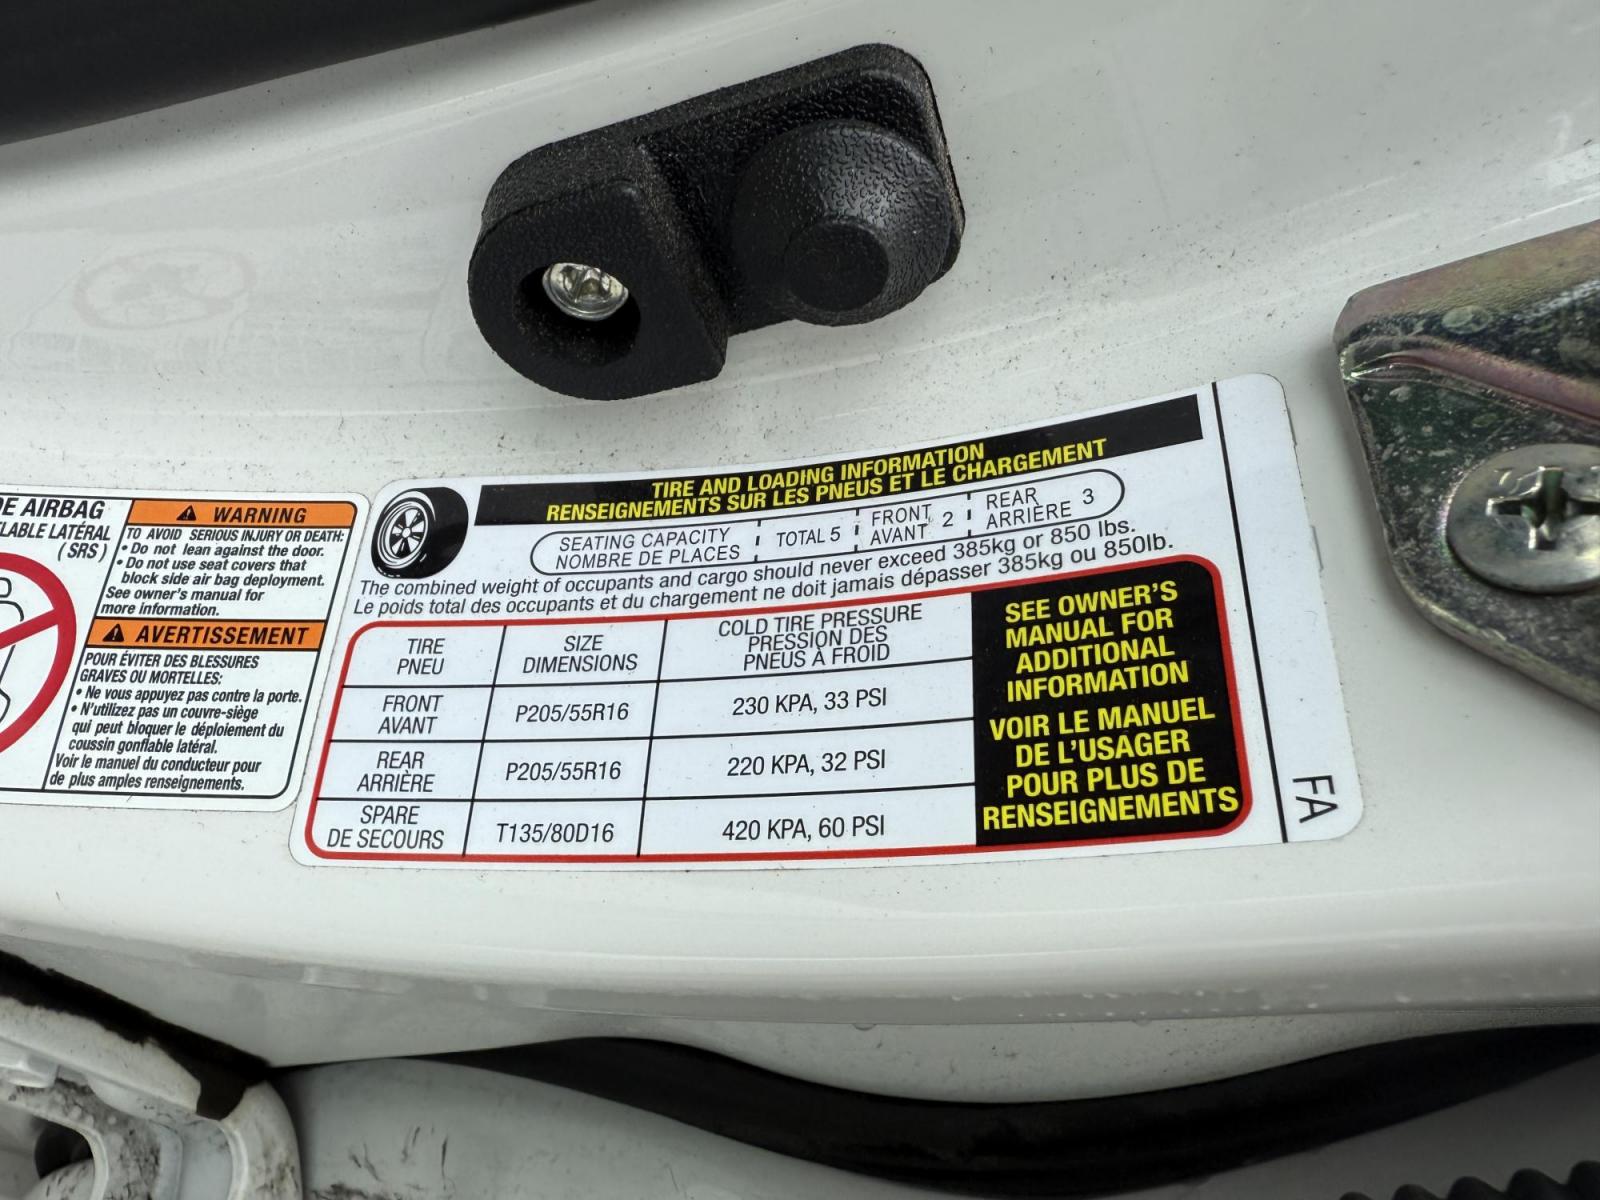 DE AIRBAG
FLABLE LATÉRAL
(SRS)
WARNING
TO AVOID SERIOUS INJURY OR DEATH:
• Do not lean against the door.
• Do not use seat covers that
block side air bag deployment.
See owner's manual for
more information.
AVERTISSEMENT
POUR ÉVITER DES BLESSURES
GRAVES OU MORTELLES:
• Ne vous appuyez pas contre la porte.
• N'utilizez pas un couvre-siège
qui peut bloquer le déploiement du
coussin gonflable latéral.
Voir le manuel du conducteur pour
de plus amples renseignements.
TIRE AND LOADING INFORMATION
RENSEIGNEMENTS SUR LES PNEUS ET LE CHARGEMENT
SEATING CAPACITY
NOMBRE DE PLACES
TOTAL 5
FRONT
AVANT 2
REAR
ARRIÈRE 3
The combined weight of occupants and cargo should never exceed 385kg or 850 lbs.
Le poids total des occupants et du chargement ne doit jamais dépasser 385kg ou 850lb.
TIRE
PNEU
SIZE
DIMENSIONS
COLD TIRE PRESSURE
PRESSION DES
PNEUS À FROID
FRONT
AVANT
P205/55R16
230 KPA, 33 PSI
REAR
ARRIÈRE
P205/55R16
220 KPA, 32 PSI
SPARE
DE SECOURS
T135/80D16
420 KPA, 60 PSI
SEE OWNER'S
MANUAL FOR
ADDITIONAL
INFORMATION
VOIR LE MANUEL
DE L'USAGER
POUR PLUS DE
RENSEIGNEMENTS
FA